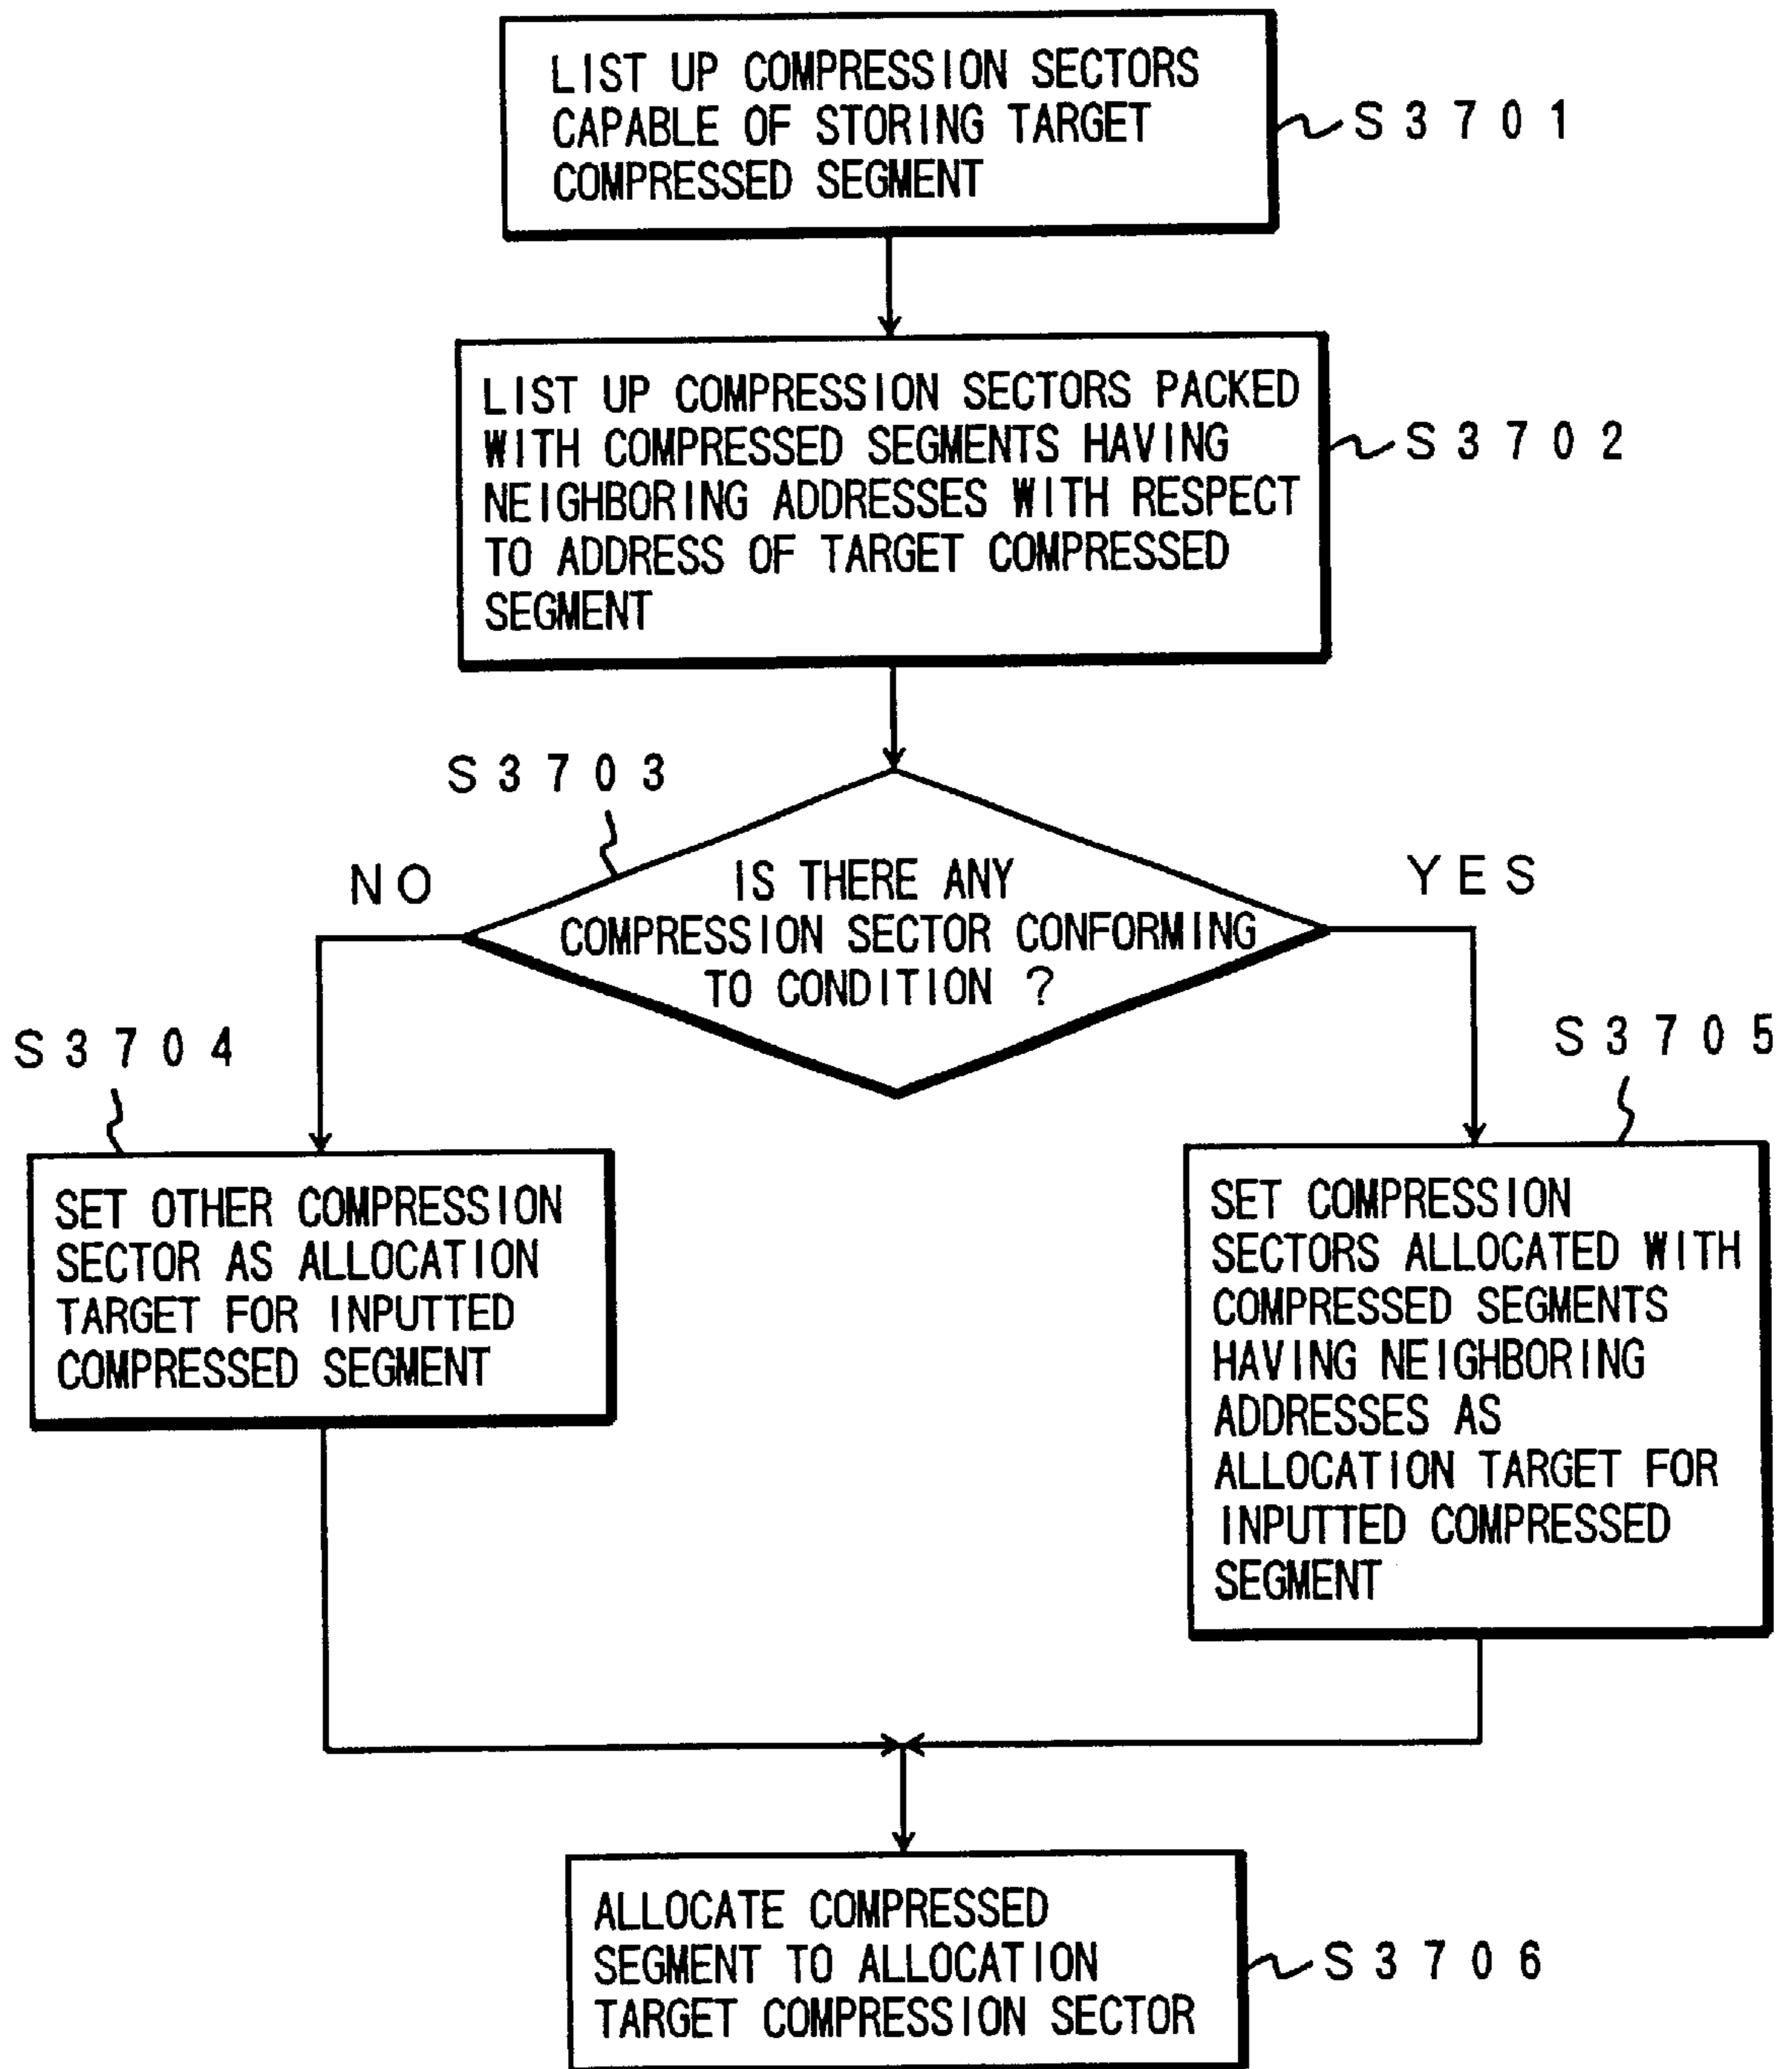 LIST UP COMPRESSION SECTORS
CAPABLE OF STORING TARGET
COMPRESSED SEGMENT
S3701
LIST UP COMPRESSION SECTORS PACKED
WITH COMPRESSED SEGMENTS HAVING
NEIGHBORING ADDRESSES WITH RESPECT
TO ADDRESS OF TARGET COMPRESSED
SEGMENT
S3702
S3703
IS THERE ANY
COMPRESSION SECTOR CONFORMING
TO CONDITION ?
NO
YES
S3704
SET OTHER COMPRESSION
SECTOR AS ALLOCATION
TARGET FOR INPUTTED
COMPRESSED SEGMENT
S3705
SET COMPRESSION
SECTORS ALLOCATED WITH
COMPRESSED SEGMENTS
HAVING NEIGHBORING
ADDRESSES AS
ALLOCATION TARGET FOR
INPUTTED COMPRESSED
SEGMENT
ALLOCATE COMPRESSED
SEGMENT TO ALLOCATION
TARGET COMPRESSION SECTOR
S3706